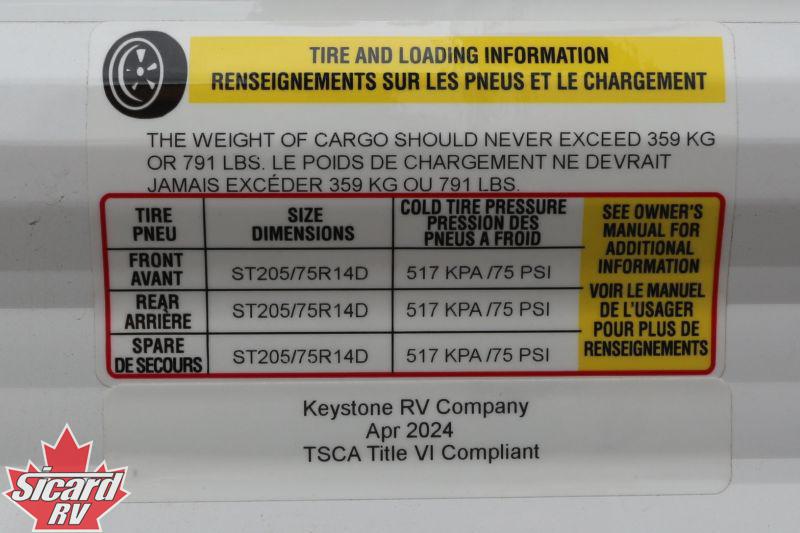 TIRE AND LOADING INFORMATION
RENSEIGNEMENTS SUR LES PNEUS ET LE CHARGEMENT
THE WEIGHT OF CARGO SHOULD NEVER EXCEED 359 KG
OR 791 LBS. LE POIDS DE CHARGEMENT NE DEVRAIT
JAMAIS EXCÉDER 359 KG OU 791 LBS.
TIRE
PNEU
SIZE
DIMENSIONS
COLD TIRE PRESSURE
PRESSION DES
PNEUS A FROID
FRONT
AVANT
ST205/75R14D
517 KPA /75 PSI
REAR
ARRIÈRE
ST205/75R14D
517 KPA /75 PSI
SPARE
DE SECOURS
ST205/75R14D
517 KPA /75 PSI
SEE OWNER'S
MANUAL FOR
ADDITIONAL
INFORMATION
VOIR LE MANUEL
DE L'USAGER
POUR PLUS DE
RENSEIGNEMENTS
Keystone RV Company
Apr 2024
TSCA Title VI Compliant
Sicard
RV